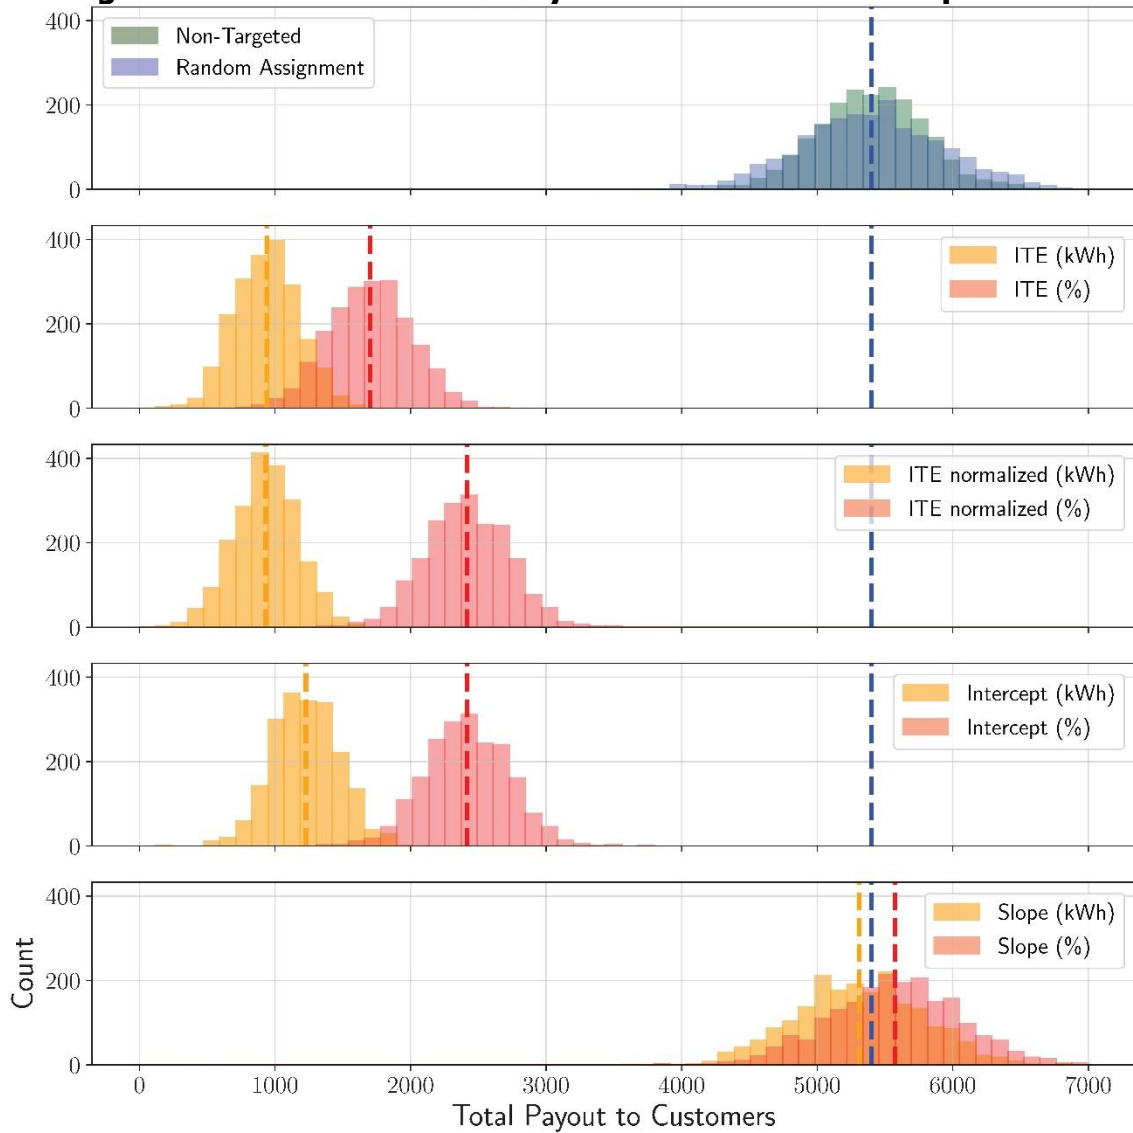 400
200
0
Non-Targeted
Random Assignment
400
200
0
ITE (kWh)
ITE (%)
400
200
0
ITE normalized (kWh)
ITE normalized (%)
400
200
0
Intercept (kWh)
Intercept (%)
400
200
0
Slope (kWh)
Slope (%)
Count
0 1000 2000 3000 4000 5000 6000 7000
Total Payout to Customers